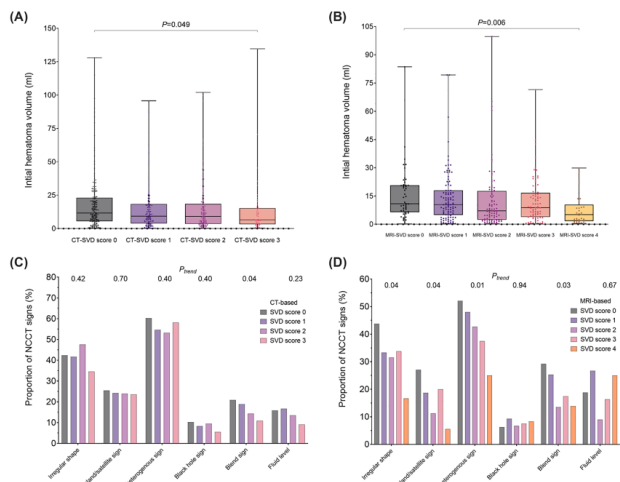 (A)
P=0.049
Intial hematoma volume (ml)
150
125
100
75
50
25
0
CT-SVD score 0 CT-SVD score 1 CT-SVD score 2 CT-SVD score 3
(B)
P=0.006
Intial hematoma volume (ml)
105
90
75
60
45
30
15
0
MRI-SVD score 0 MRI-SVD score 1 MRI-SVD score 2 MRI-SVD score 3 MRI-SVD score 4
(C)
Ptrend
0.42 0.70 0.40 0.40 0.04 0.23
CT-based
SVD score 0
SVD score 1
SVD score 2
SVD score 3
Proportion of NCCT signs (%)
80
70
60
50
40
30
20
10
0
Irregular shape
land/satellite sign
eterogenous sign
Black hole sign
Blend sign
Fluid level
(D)
Ptrend
0.04 0.04 0.01 0.94 0.03 0.67
MRI-based
SVD score 0
SVD score 1
SVD score 2
SVD score 3
SVD score 4
Proportion of NCCT signs (%)
60
50
40
30
20
10
0
Irregular shape
land/satellite sign
eterogenous sign
Black hole sign
Blend sign
Fluid level